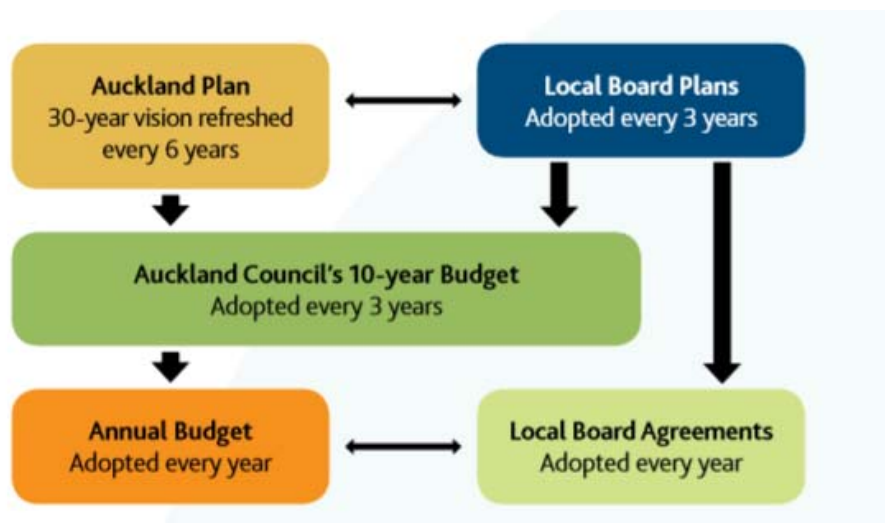 Auckland Plan
30-year vision refreshed
every 6 years
Local Board Plans
Adopted every 3 years
Auckland Council's 10-year Budget
Adopted every 3 years
Annual Budget
Adopted every year
Local Board Agreements
Adopted every year